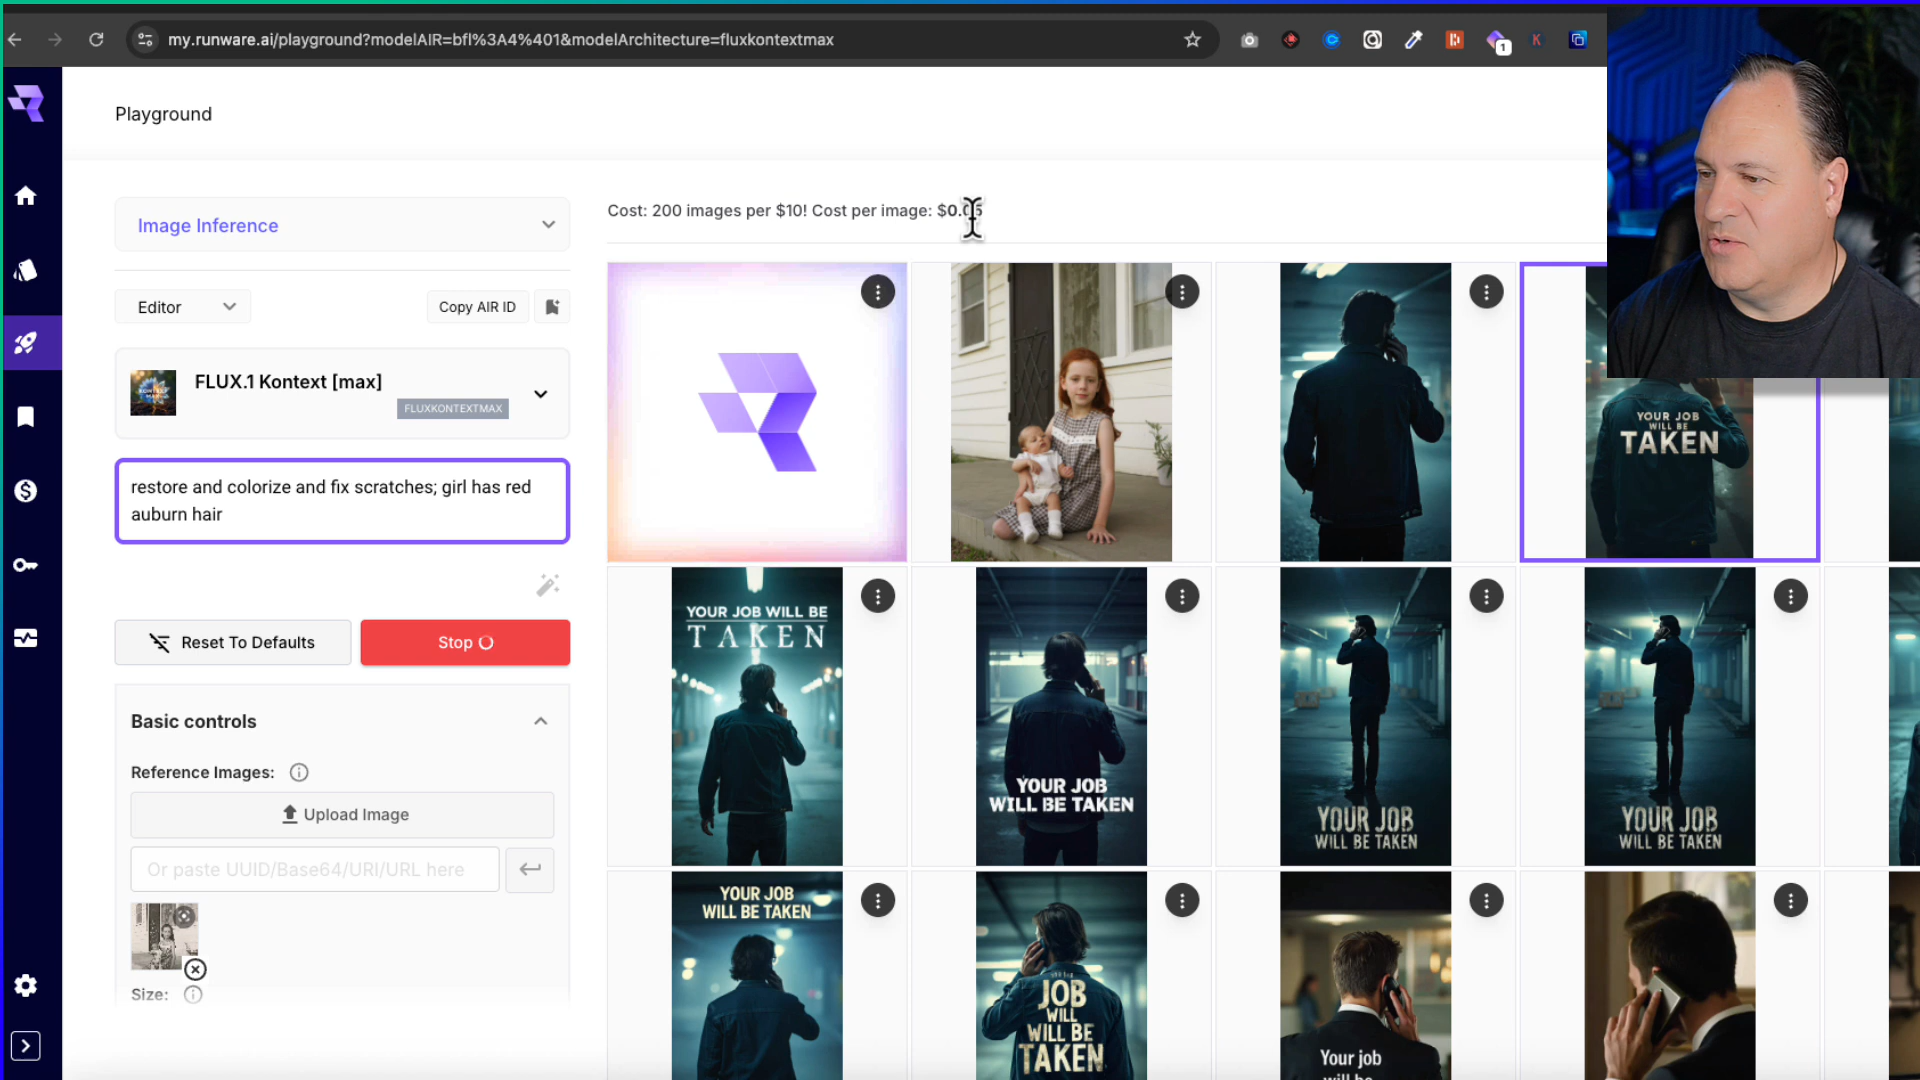 my.runware.ai/playground?modelAIR=bfl%3A4%401&modelArchitecture=fluxkontextmax
1
K
Playground
Image Inference
Cost: 200 images per $10! Cost per image: $0.05
Editor
Copy AIR ID
FLUX.1 Kontext [max]
FLUXKONTEXTMAX
restore and colorize and fix scratches; girl has red
auburn hair
Reset To Defaults
Stop
Basic controls
Reference Images:
Upload Image
Or paste UUID/Base64/URI/URL here
Size:
YOUR JOB
WILL BE
TAKEN
YOUR JOB WILL BE
TAKEN
YOUR JOB
WILL BE TAKEN
YOUR JOB
WILL BE TAKEN
YOUR JOB
WILL BE TAKEN
YOUR JOB
WILL BE TAKEN
JOB
WILL
WILL BE
TAKEN
Your job
will be